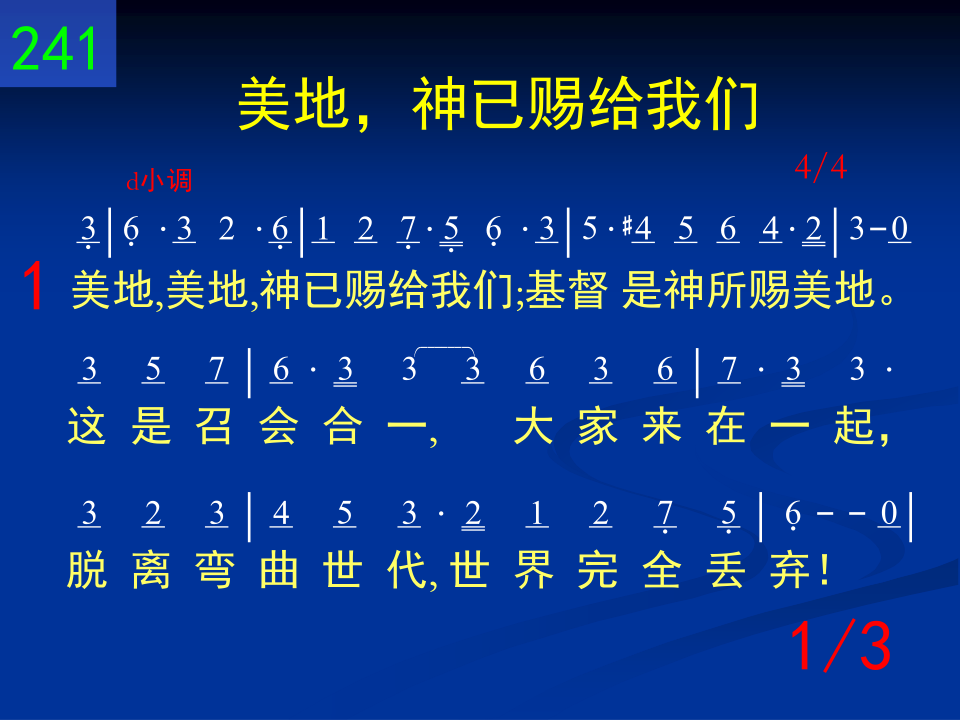 241
美地，神已赐给我们
d小调
4/4
3̣|6̣·3 2·6̣|1 2 7̣·5̣ 6̣·3|5·#4 5 6 4·2|3-0
1
美地,美地,神已赐给我们;基督 是神所赐美地。
3 5 7|6·3 3 3 6 3 6|7·3 3·
这 是 召 会 合 一, 大 家 来 在 一 起，
3 2 3|4 5 3·2 1 2 7̣ 5̣|6̣--0|
脱 离 弯 曲 世 代, 世 界 完 全 丢 弃！
1/3